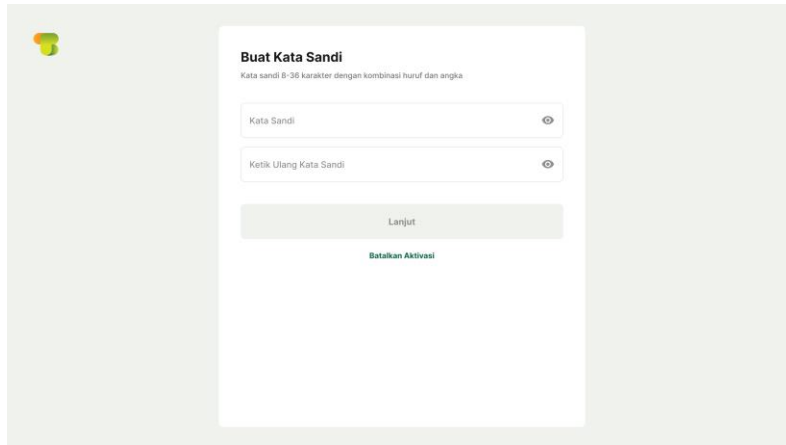 Buat Kata Sandi
Kata sandi 8-36 karakter dengan kombinasi huruf dan angka
Kata Sandi
Ketik Ulang Kata Sandi
Lanjut
Batalkan Aktivasi